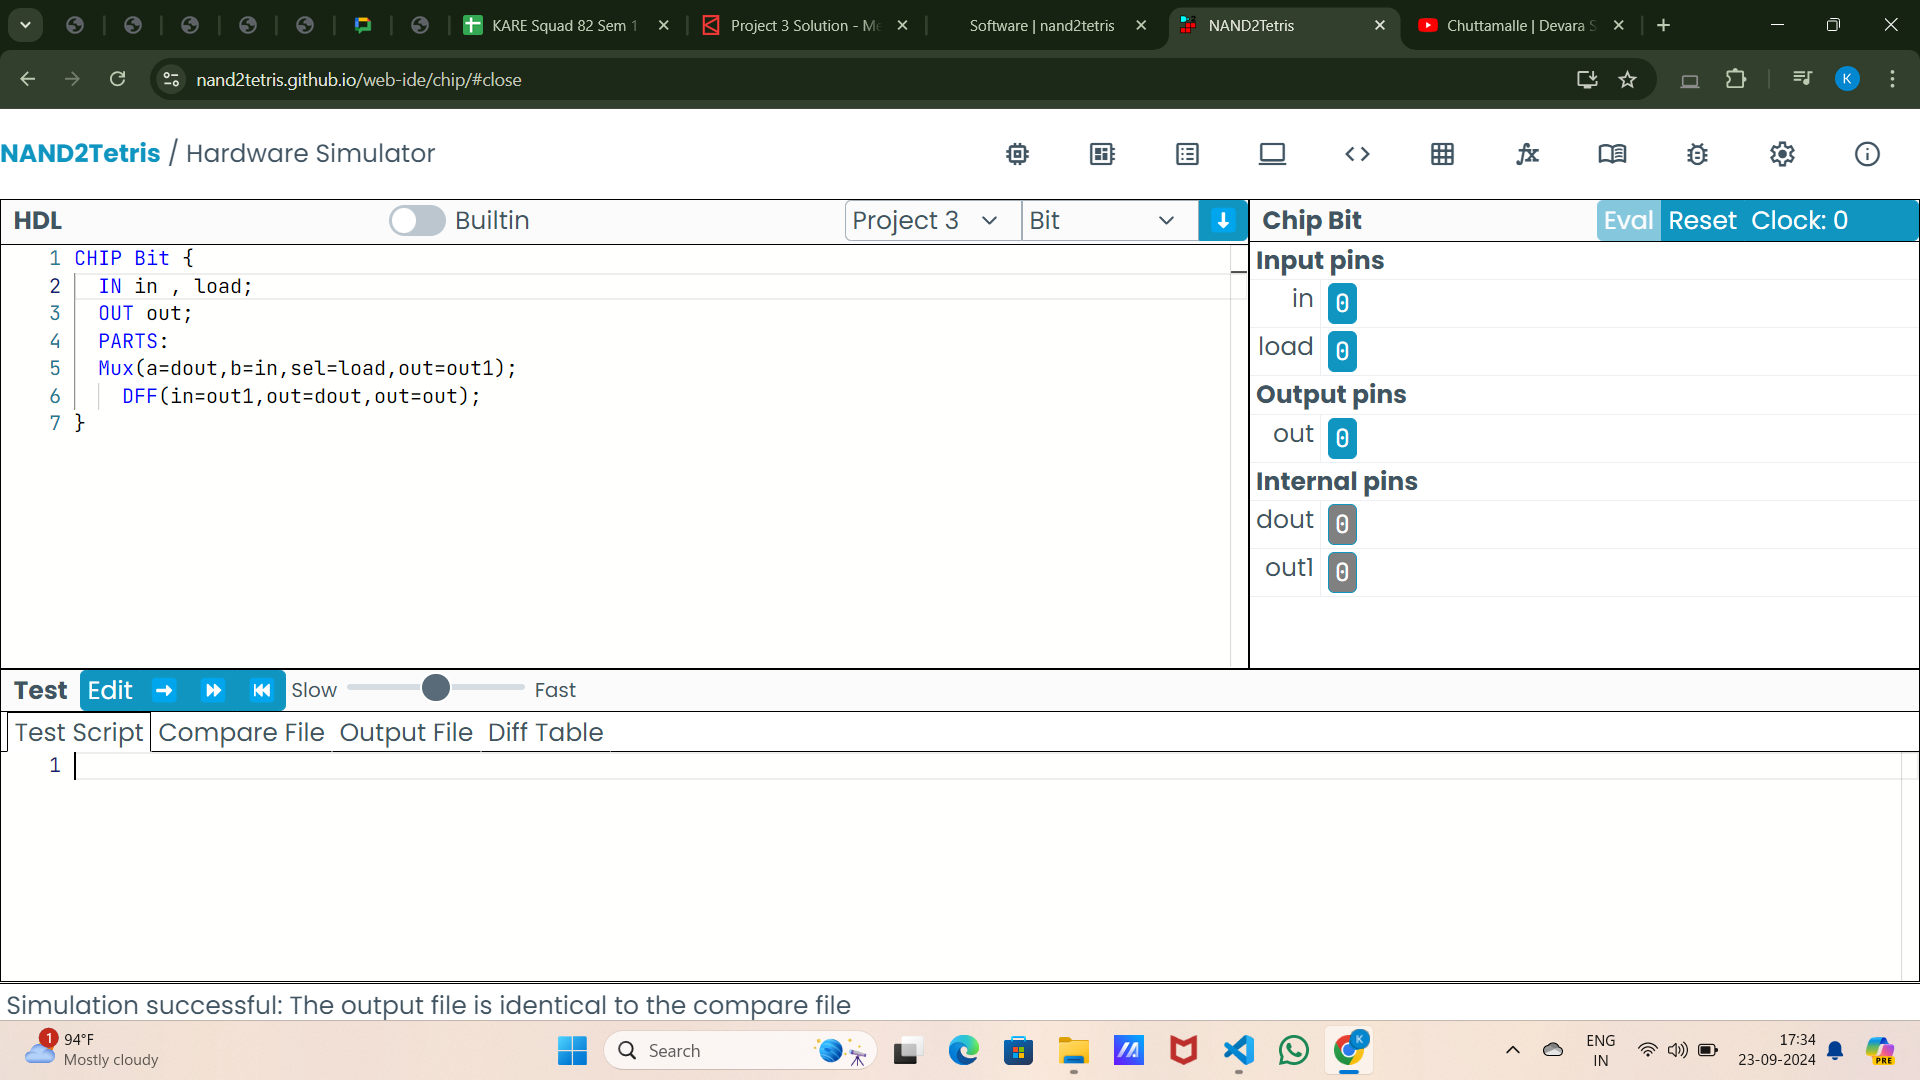 KARE Squad 82 Sem 1
Project 3 Solution - Me
Software | nand2tetris
NAND2Tetris
Chuttamalle | Devara S
nand2tetris.github.io/web-ide/chip/#close
K
NAND2Tetris / Hardware Simulator
HDL
Builtin
Project 3
Bit
Chip Bit
Eval
Reset
Clock: 0
1 CHIP Bit {
2 IN in , load;
3 OUT out;
4 PARTS:
5 Mux(a=dout,b=in,sel=load,out=out1);
6 DFF(in=out1,out=dout,out=out);
7 }
Input pins
in 0
load 0
Output pins
out 0
Internal pins
dout 0
out1 0
Test
Edit
Slow
Fast
Test Script
Compare File
Output File
Diff Table
1
Simulation successful: The output file is identical to the compare file
1
94°F
Mostly cloudy
Search
K
ENG
IN
17:34
23-09-2024
PRE